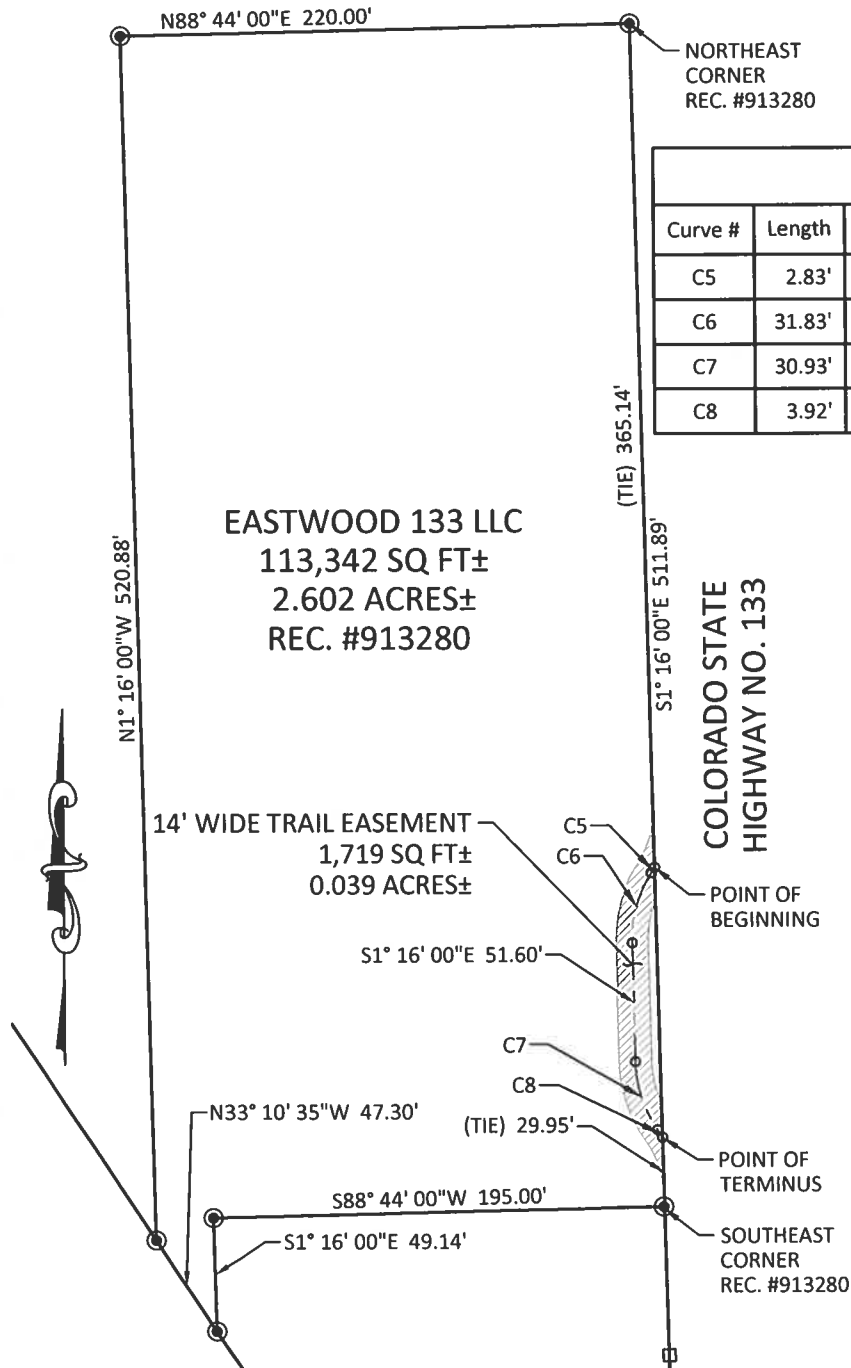 N88° 44' 00"E 220.00'
NORTHEAST
CORNER
REC. #913280
Curve # Length
C5 2.83'
C6 31.83'
C7 30.93'
C8 3.92'
(TIE) 365.14'
EASTWOOD 133 LLC
113,342 SQ FT±
2.602 ACRES±
REC. #913280
N1° 16' 00"W 520.88'
S1° 16' 00"E 511.89'
COLORADO STATE
HIGHWAY NO. 133
14' WIDE TRAIL EASEMENT
1,719 SQ FT±
0.039 ACRES±
C5
C6
POINT OF
BEGINNING
S1° 16' 00"E 51.60'
C7
C8
N33° 10' 35"W 47.30'
(TIE) 29.95'
POINT OF
TERMINUS
S88° 44' 00"W 195.00'
S1° 16' 00"E 49.14'
SOUTHEAST
CORNER
REC. #913280